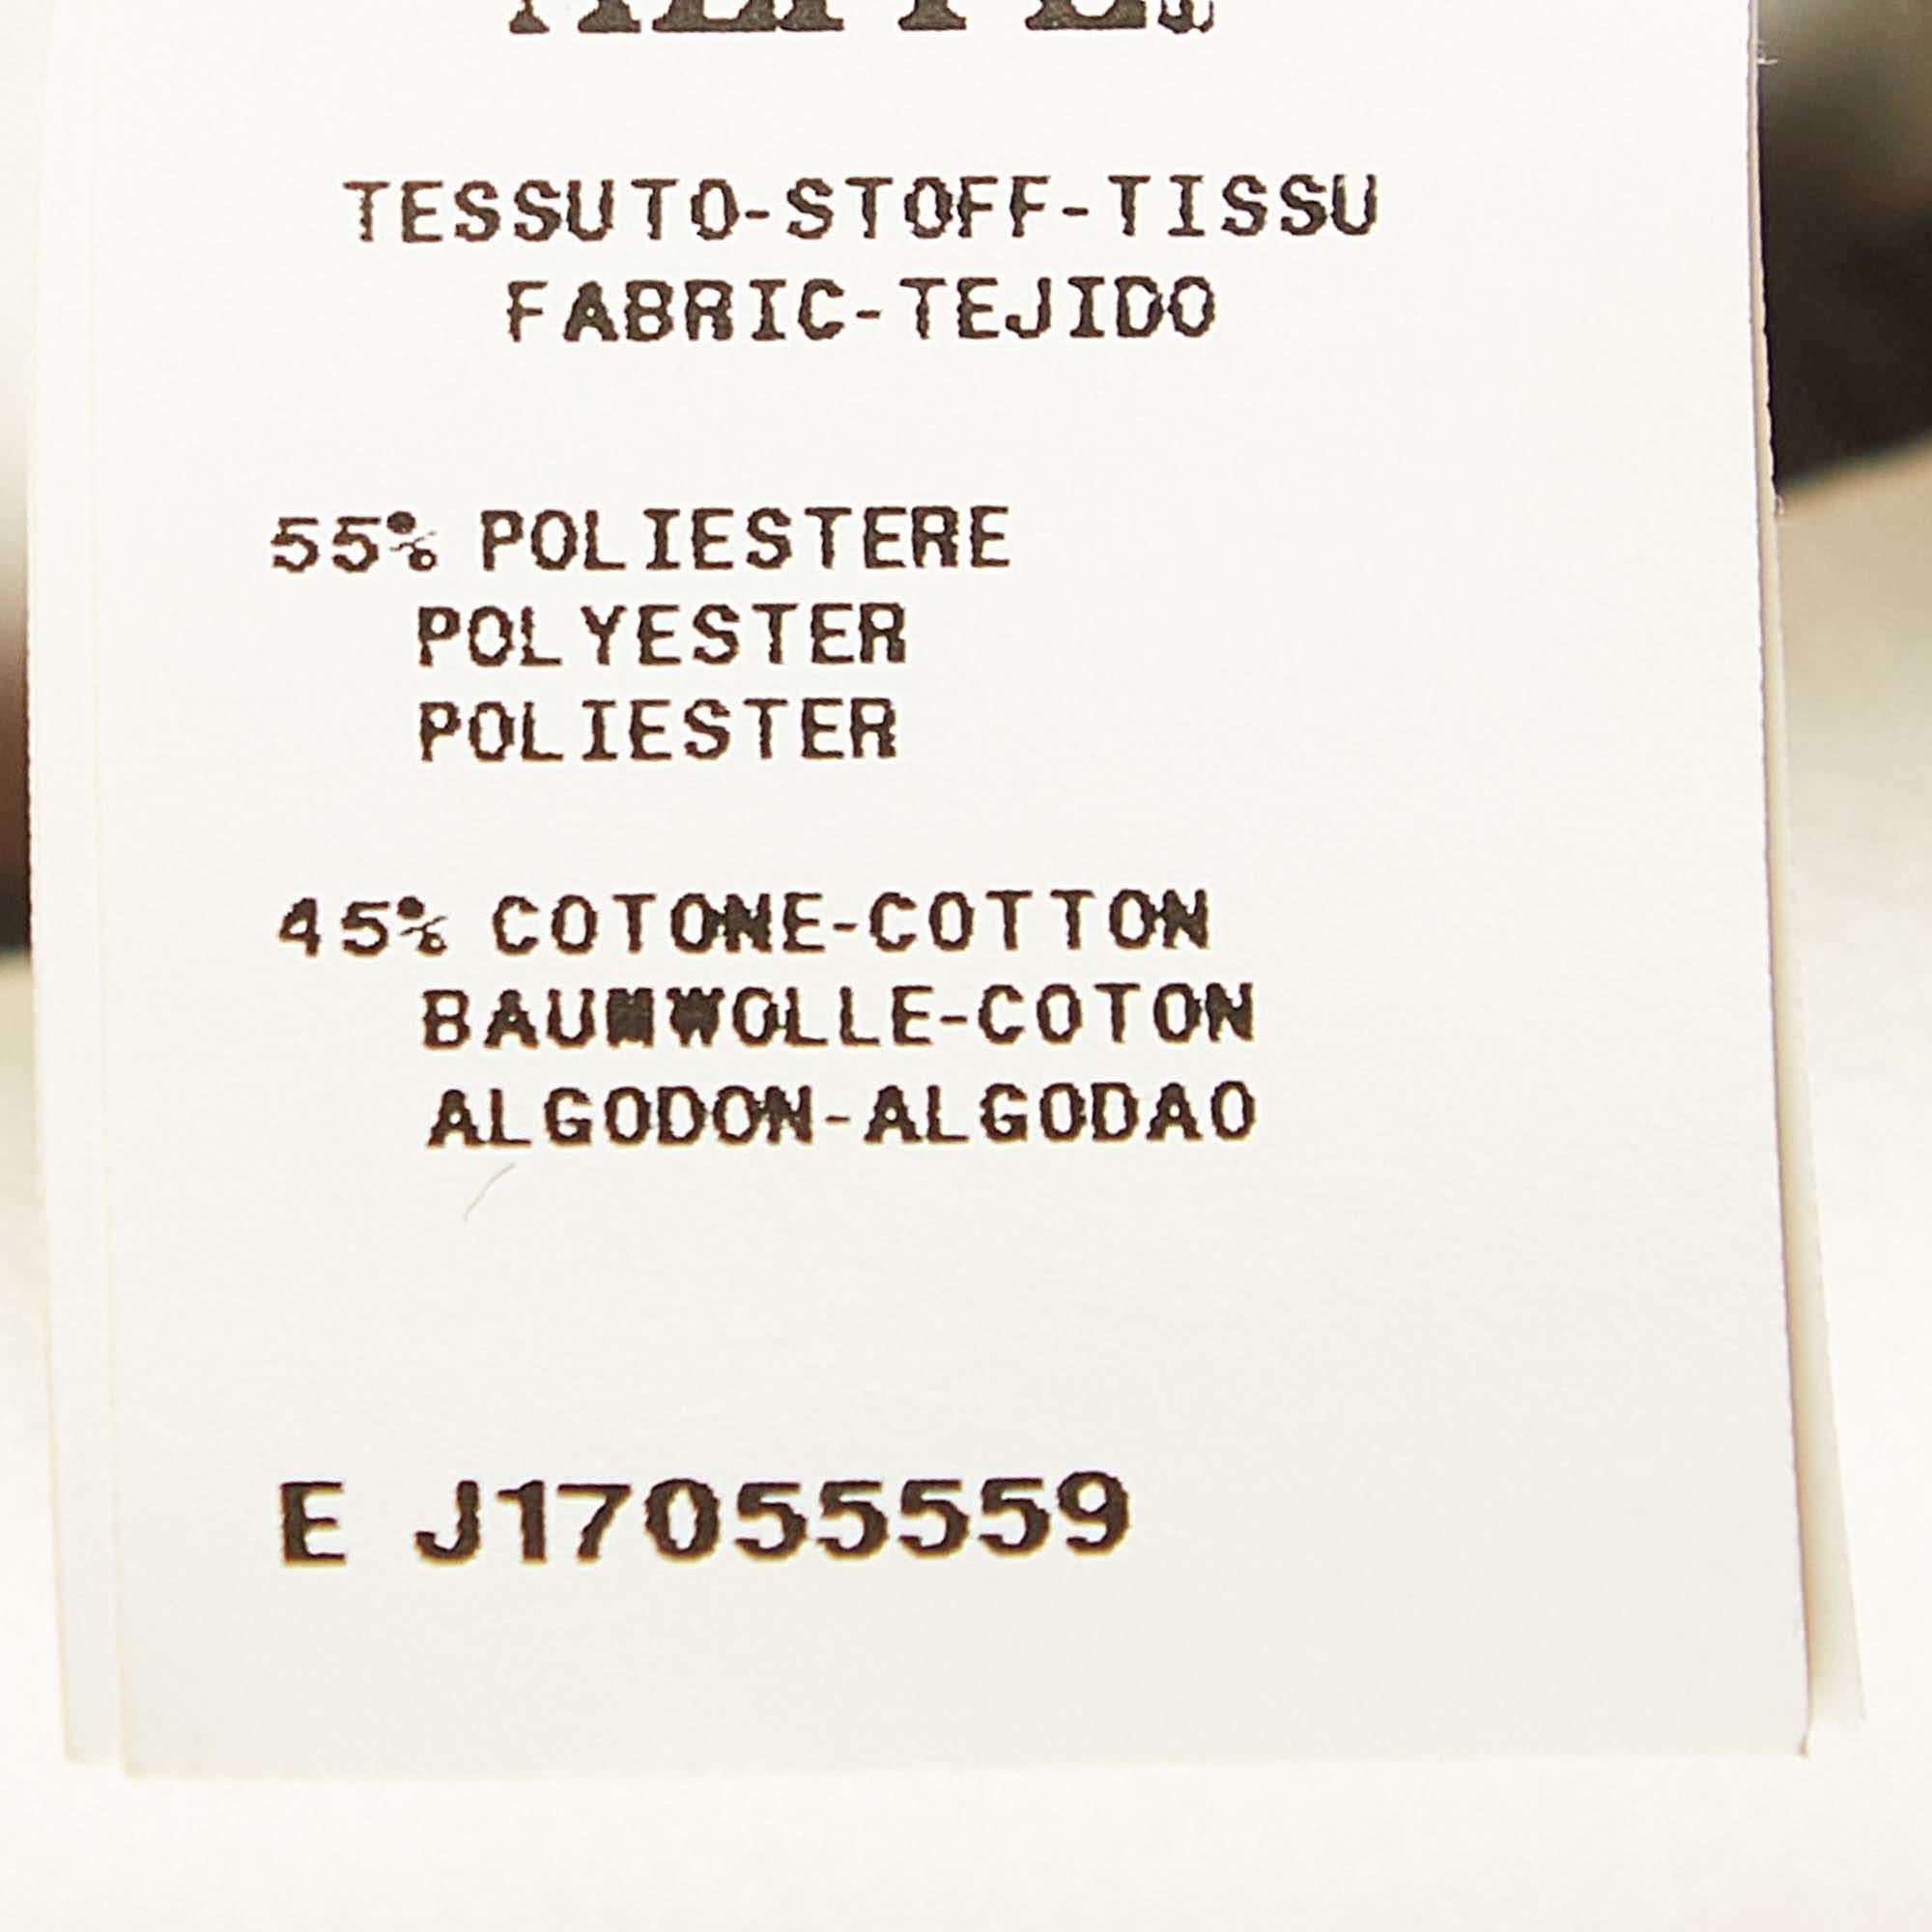 TESSUTO-STOFF-TISSU
FABRIC-TEJIDO
55% POLIESTERE
POLYESTER
POLIESTER
45% COTONE-COTTON
BAUMWOLLE-COTON
ALGODON-ALGODAO
E J17055559